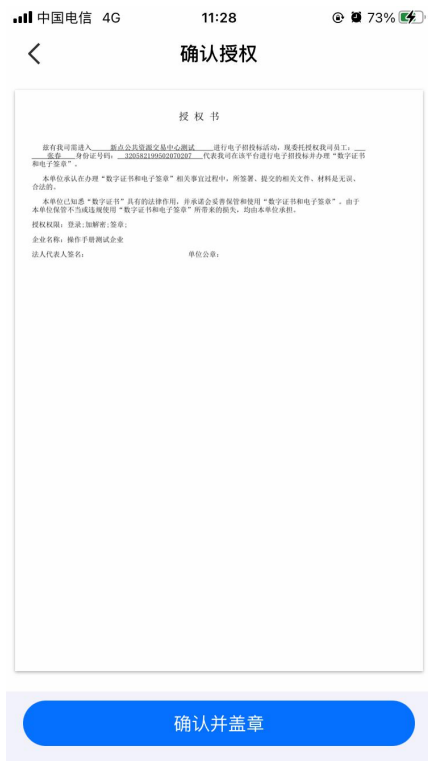 中国电信 4G 11:28 73%
确认授权
授 权 书
兹有我司需进入 新点公共资源交易中心测试 进行电子招投标活动，现委托授权我司员工：
张春 身份证号码： 320582199502070207 代表我司在该平台进行电子招投标并办理“数字证书
和电子签章”。
本单位承认在办理“数字证书和电子签章”相关事宜过程中，所签署、提交的相关文件、材料是无误、
合法的。
本单位已知悉“数字证书”具有的法律作用，并承诺会妥善保管和使用“数字证书和电子签章”。由于
本单位保管不当或违规使用“数字证书和电子签章”所带来的损失，均由本单位承担。
授权权限：登录;加解密;签章;
企业名称：操作手册测试企业
法人代表人签名： 单位公章：
确认并盖章